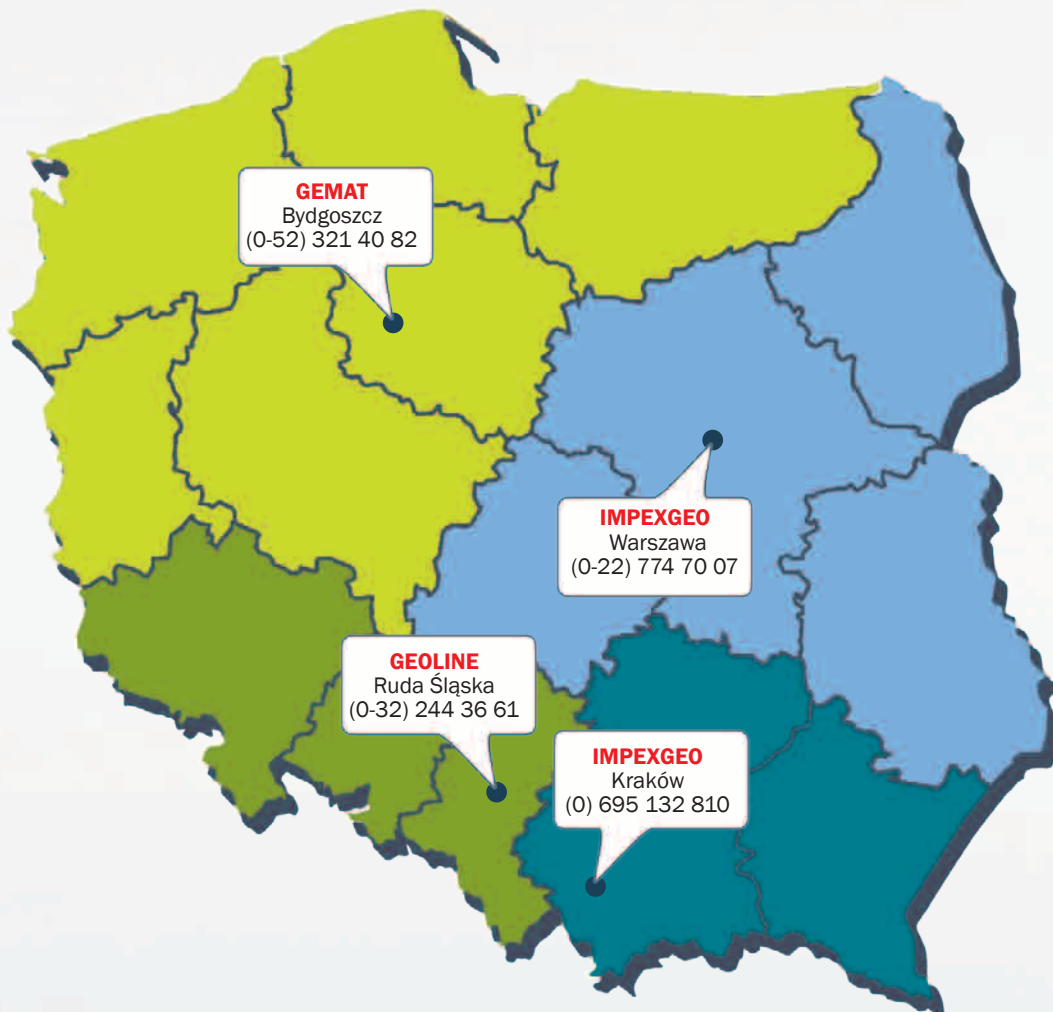 GEMAT
Bydgoszcz
(0-52) 321 40 82
IMPEXGEO
Warszawa
(0-22) 774 70 07
GEOLINE
Ruda Śląska
(0-32) 244 36 61
IMPEXGEO
Kraków
(0) 695 132 810